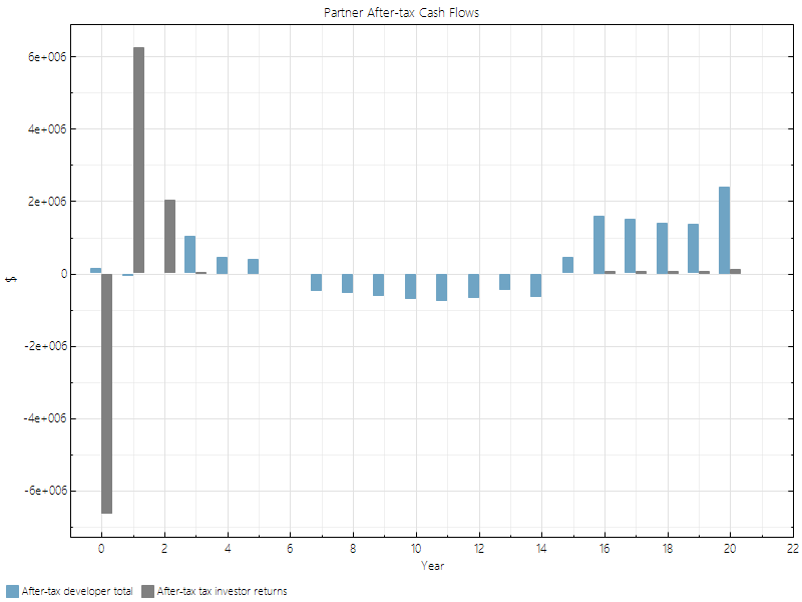 Partner After-tax Cash Flows
6e+006
4e+006
2e+006
0
-2e+006
-4e+006
-6e+006
$
0 2 4 6 8 10 12 14 16 18 20 22
Year
After-tax developer total After-tax tax investor returns